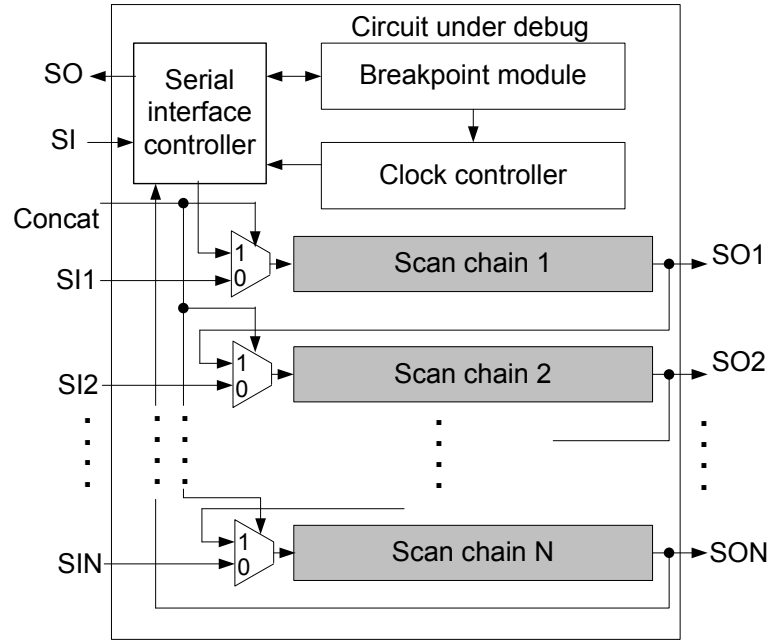 Circuit under debug
SO
Serial
interface
controller
Breakpoint module
SI
Clock controller
Concat
1
0
Scan chain 1
SO1
SI1
1
0
Scan chain 2
SO2
SI2
1
0
Scan chain N
SON
SIN